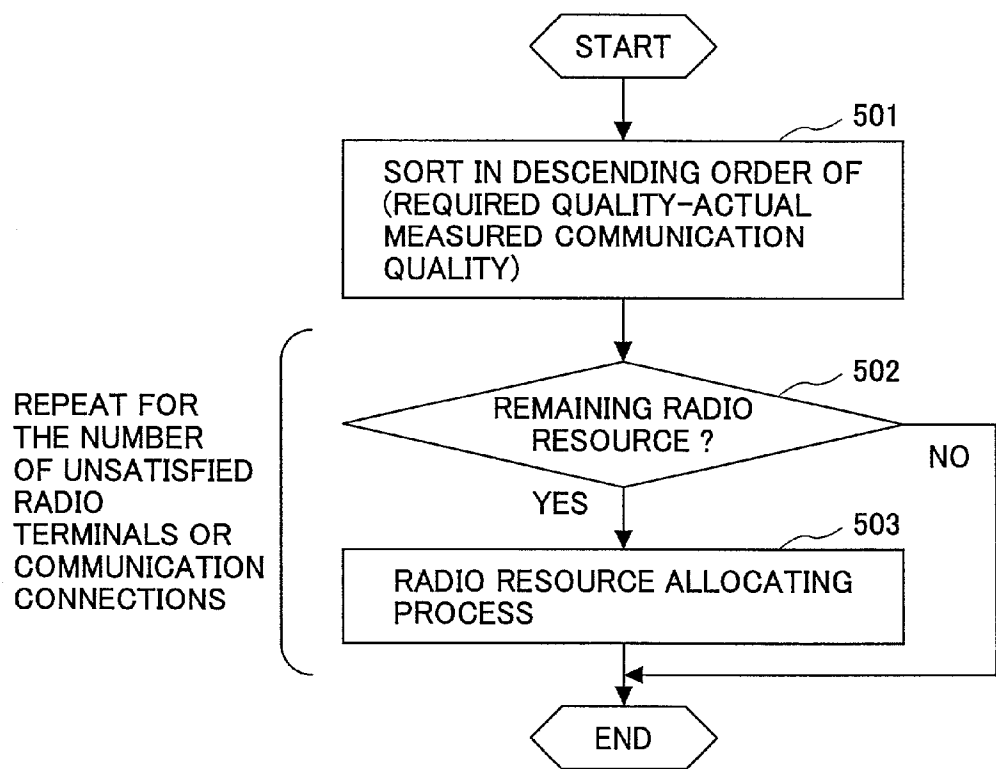 START
501
SORT IN DESCENDING ORDER OF
(REQUIRED QUALITY-ACTUAL
MEASURED COMMUNICATION
QUALITY)
502
REMAINING RADIO
RESOURCE ?
NO
YES
REPEAT FOR
THE NUMBER
OF UNSATISFIED
RADIO
TERMINALS OR
COMMUNICATION
CONNECTIONS
503
RADIO RESOURCE ALLOCATING
PROCESS
END